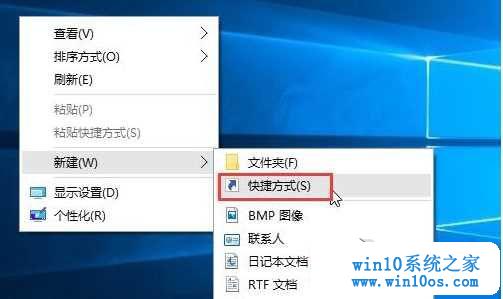 查看(V)
排序方式(O)
刷新(E)
粘贴(P)
粘贴快捷方式(S)
新建(W)
显示设置(D)
个性化(R)
文件夹(F)
快捷方式(S)
BMP 图像
联系人
日记本文档
RTF 文档
win10系统之家
www.win10os.com